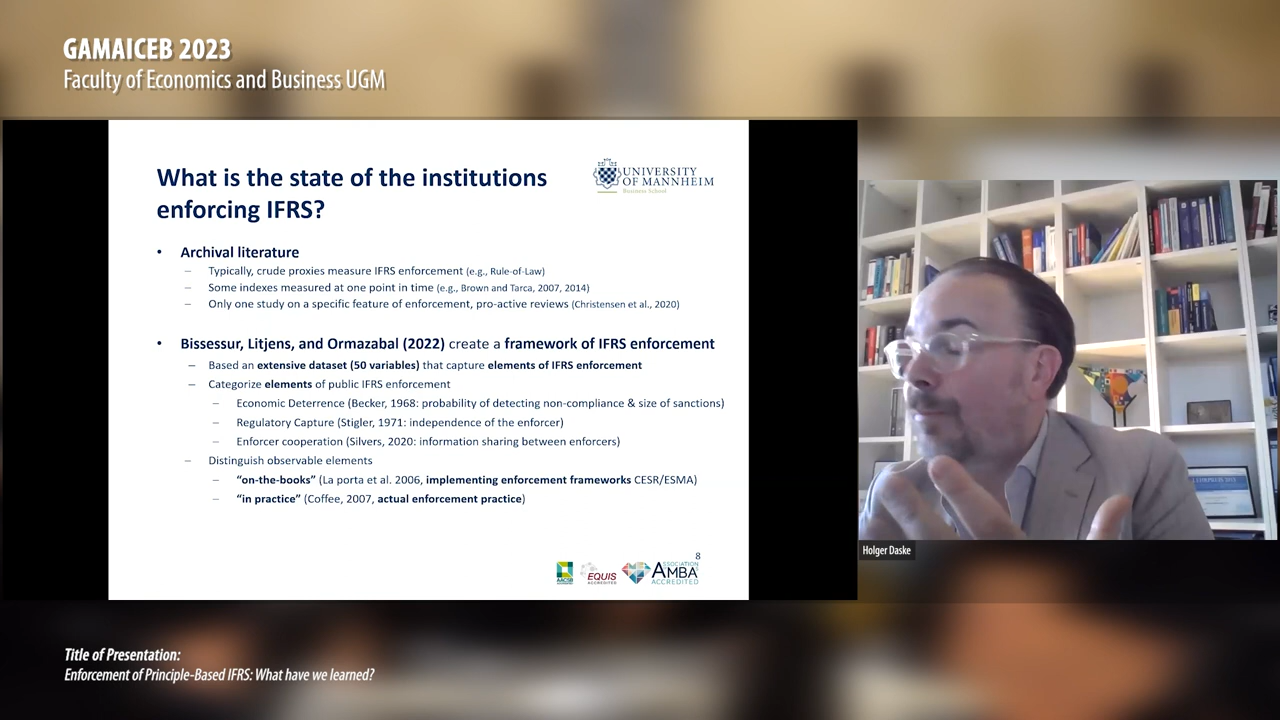 GAMAICEB 2023
Faculty of Economics and Business UGM
What is the state of the institutions
enforcing IFRS?
UNIVERSITY
OF MANNHEIM
Business School
• Archival literature
– Typically, crude proxies measure IFRS enforcement (e.g., Rule-of-Law)
– Some indexes measured at one point in time (e.g., Brown and Tarca, 2007, 2014)
– Only one study on a specific feature of enforcement, pro-active reviews (Christensen et al., 2020)
• Bissessur, Litjens, and Ormazabal (2022) create a framework of IFRS enforcement
– Based an extensive dataset (50 variables) that capture elements of IFRS enforcement
– Categorize elements of public IFRS enforcement
– Economic Deterrence (Becker, 1968: probability of detecting non-compliance & size of sanctions)
– Regulatory Capture (Stigler, 1971: independence of the enforcer)
– Enforcer cooperation (Silvers, 2020: information sharing between enforcers)
– Distinguish observable elements
– “on-the-books” (La porta et al. 2006, implementing enforcement frameworks CESR/ESMA)
– “in practice” (Coffee, 2007, actual enforcement practice)
8
AACSB
EQUIS
ACCREDITED
ASSOCIATION
AMBA
ACCREDITED
Holger Daske
Title of Presentation:
Enforcement of Principle-Based IFRS: What have we learned?